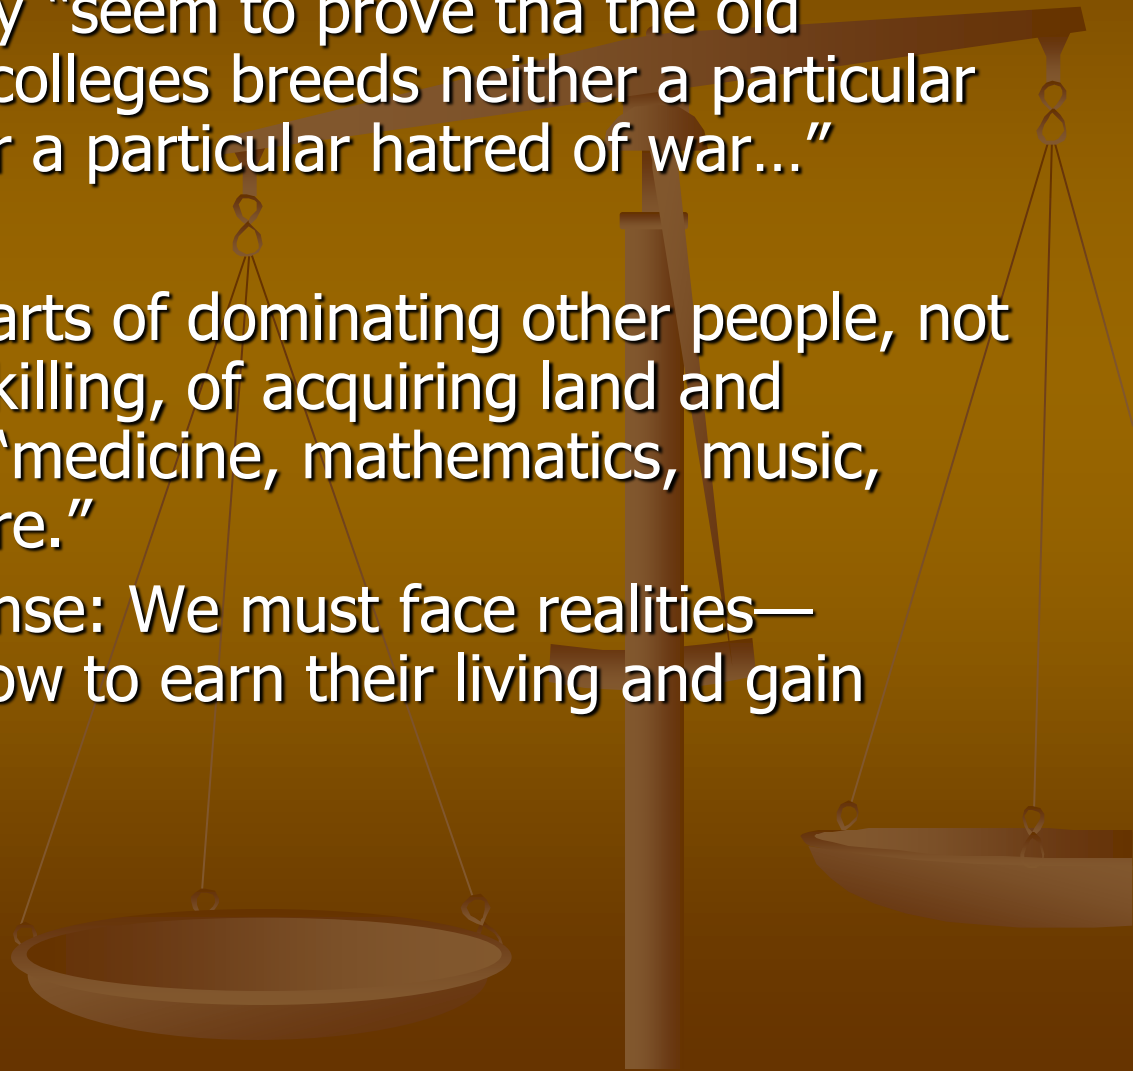 y “seem to prove tha the old
colleges breeds neither a particular
r a particular hatred of war…”
arts of dominating other people, not
killing, of acquiring land and
“medicine, mathematics, music,
re.”
nse: We must face realities—
ow to earn their living and gain